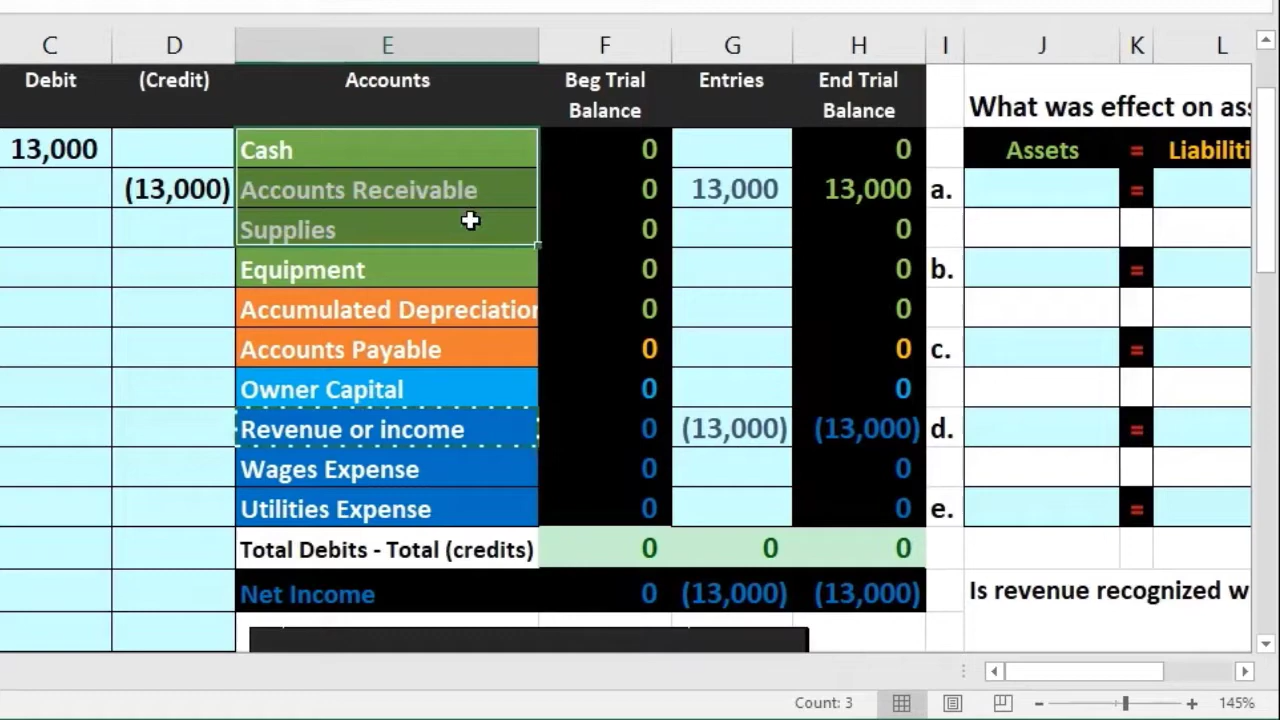 C D E F G H I J K L
Debit (Credit) Accounts Beg Trial Balance Entries End Trial Balance
What was effect on ass
13,000 Cash 0 0 Assets = Liabiliti
(13,000) Accounts Receivable 0 13,000 13,000 a. =
Supplies 0 0
Equipment 0 0 b. =
Accumulated Depreciation 0 0
Accounts Payable 0 0 c. =
Owner Capital 0 0
Revenue or income 0 (13,000) (13,000) d. =
Wages Expense 0 0
Utilities Expense 0 0 e. =
Total Debits - Total (credits) 0 0 0
Net Income 0 (13,000) (13,000) Is revenue recognized w
Count: 3 145%